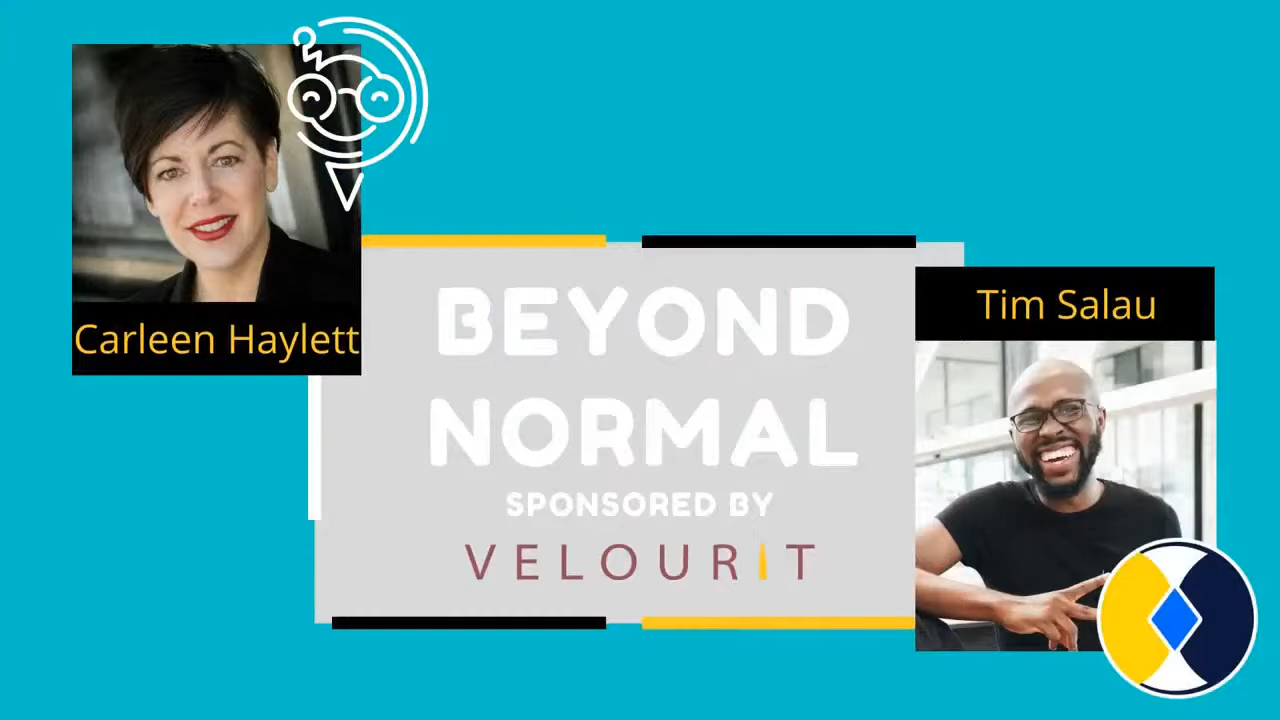 Carleen Haylett
BEYOND
NORMAL
SPONSORED BY
VELOURIT
Tim Salau